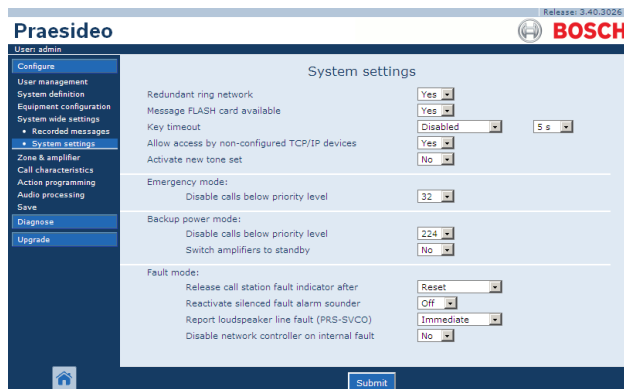 Release: 3.40.3026
Praesideo
BOSCH
User: admin
Configure
User management
System definition
Equipment configuration
System wide settings
• Recorded messages
• System settings
Zone & amplifier
Call characteristics
Action programming
Audio processing
Save
Diagnose
Upgrade
System settings
Redundant ring network Yes
Message FLASH card available Yes
Key timeout Disabled 5 s
Allow access by non-configured TCP/IP devices Yes
Activate new tone set No
Emergency mode:
Disable calls below priority level 32
Backup power mode:
Disable calls below priority level 224
Switch amplifiers to standby No
Fault mode:
Release call station fault indicator after Reset
Reactivate silenced fault alarm sounder Off
Report loudspeaker line fault (PRS-SVCO) Immediate
Disable network controller on internal fault No
Submit